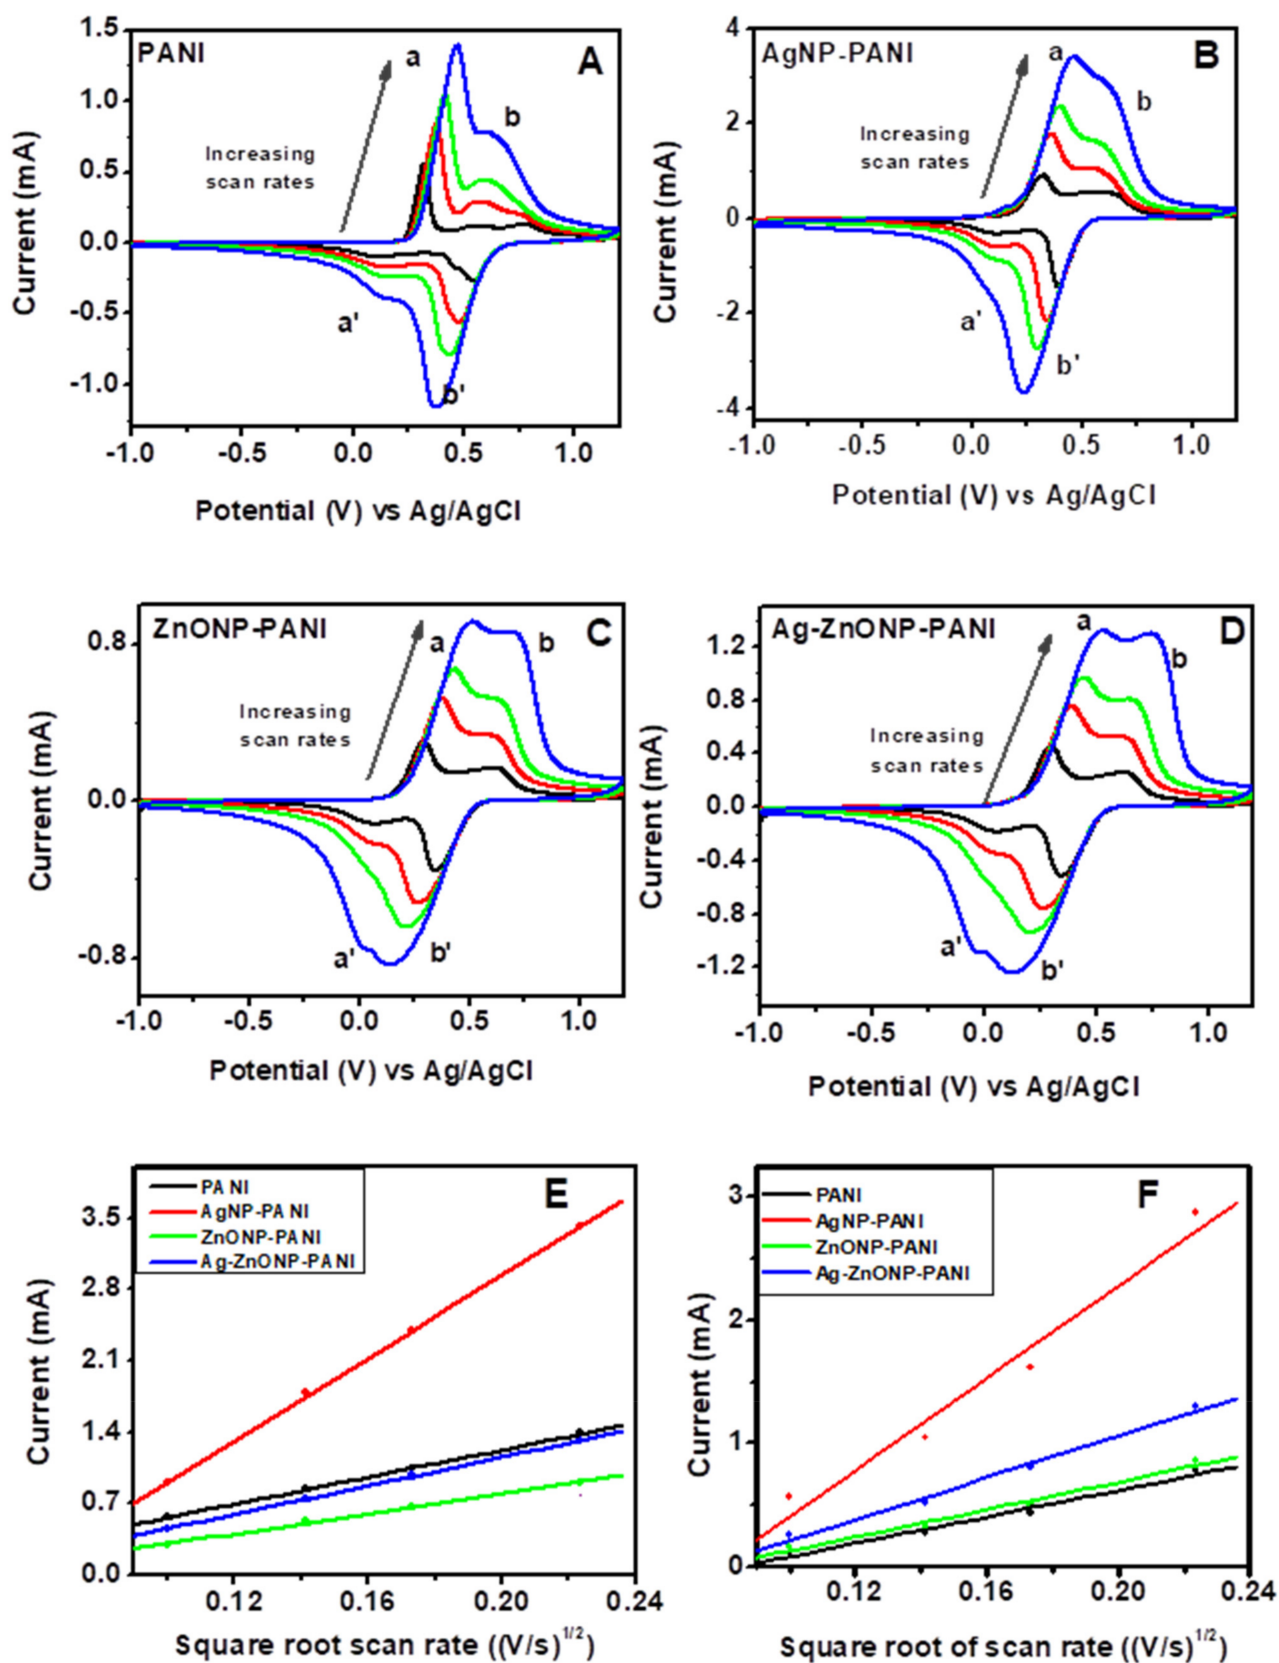 PANI
A
a
b
Increasing
scan rates
a'
b'
1.5
1.0
0.5
0.0
-0.5
-1.0
Current (mA)
-1.0 -0.5 0.0 0.5 1.0
Potential (V) vs Ag/AgCl
AgNP-PANI
B
a
b
Increasing
scan rates
a'
b'
4
2
0
-2
-4
Current (mA)
-1.0 -0.5 0.0 0.5 1.0
Potential (V) vs Ag/AgCl
ZnONP-PANI
C
a
b
Increasing
scan rates
a'
b'
0.8
0.0
-0.8
Current (mA)
-1.0 -0.5 0.0 0.5 1.0
Potential (V) vs Ag/AgCl
Ag-ZnONP-PANI
D
a
b
Increasing
scan rates
a'
b'
1.2
0.8
0.4
0.0
-0.4
-0.8
-1.2
Current (mA)
-1.0 -0.5 0.0 0.5 1.0
Potential (V) vs Ag/AgCl
PANI
AgNP-PANI
ZnONP-PANI
Ag-ZnONP-PANI
E
3.5
2.8
2.1
1.4
0.7
0.0
Current (mA)
0.12 0.16 0.20 0.24
Square root scan rate ((V/s)^1/2)
PANI
AgNP-PANI
ZnONP-PANI
Ag-ZnONP-PANI
F
3
2
1
0
Current (mA)
0.12 0.16 0.20 0.24
Square root of scan rate ((V/s)^1/2)